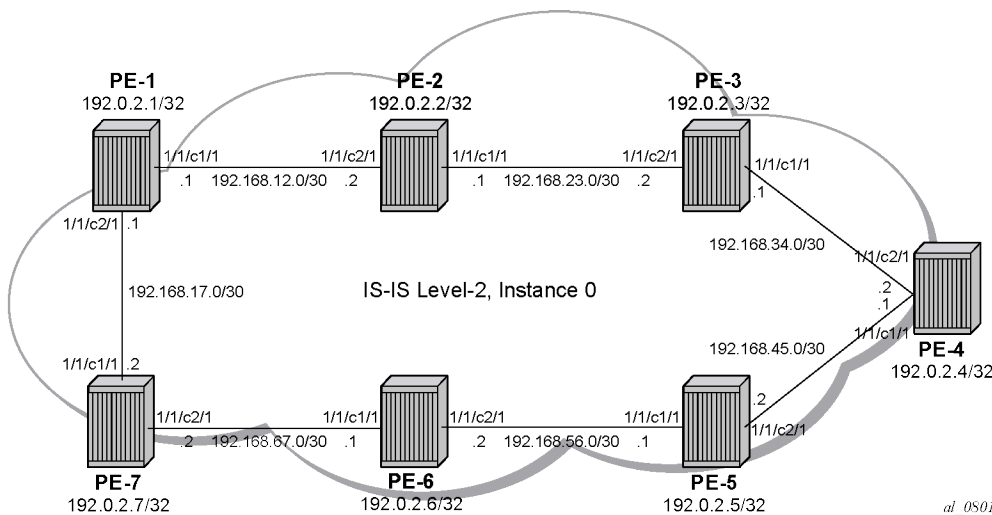 PE-1
192.0.2.1/32
PE-2
192.0.2.2/32
PE-3
192.0.2.3/32
1/1/c1/1
1/1/c2/1
.1
192.168.12.0/30
.2
1/1/c1/1
1/1/c2/1
.1
192.168.23.0/30
.2
1/1/c1/1
.1
1/1/c2/1
.1
192.168.34.0/30
1/1/c2/1
.2
192.168.17.0/30
IS-IS Level-2, Instance 0
.1
1/1/c1/1
192.168.45.0/30
PE-4
192.0.2.4/32
1/1/c1/1
.2
1/1/c2/1
.2
192.168.67.0/30
1/1/c1/1
.1
1/1/c2/1
.2
192.168.56.0/30
1/1/c1/1
.1
.2
1/1/c2/1
PE-7
192.0.2.7/32
PE-6
192.0.2.6/32
PE-5
192.0.2.5/32
al_0801